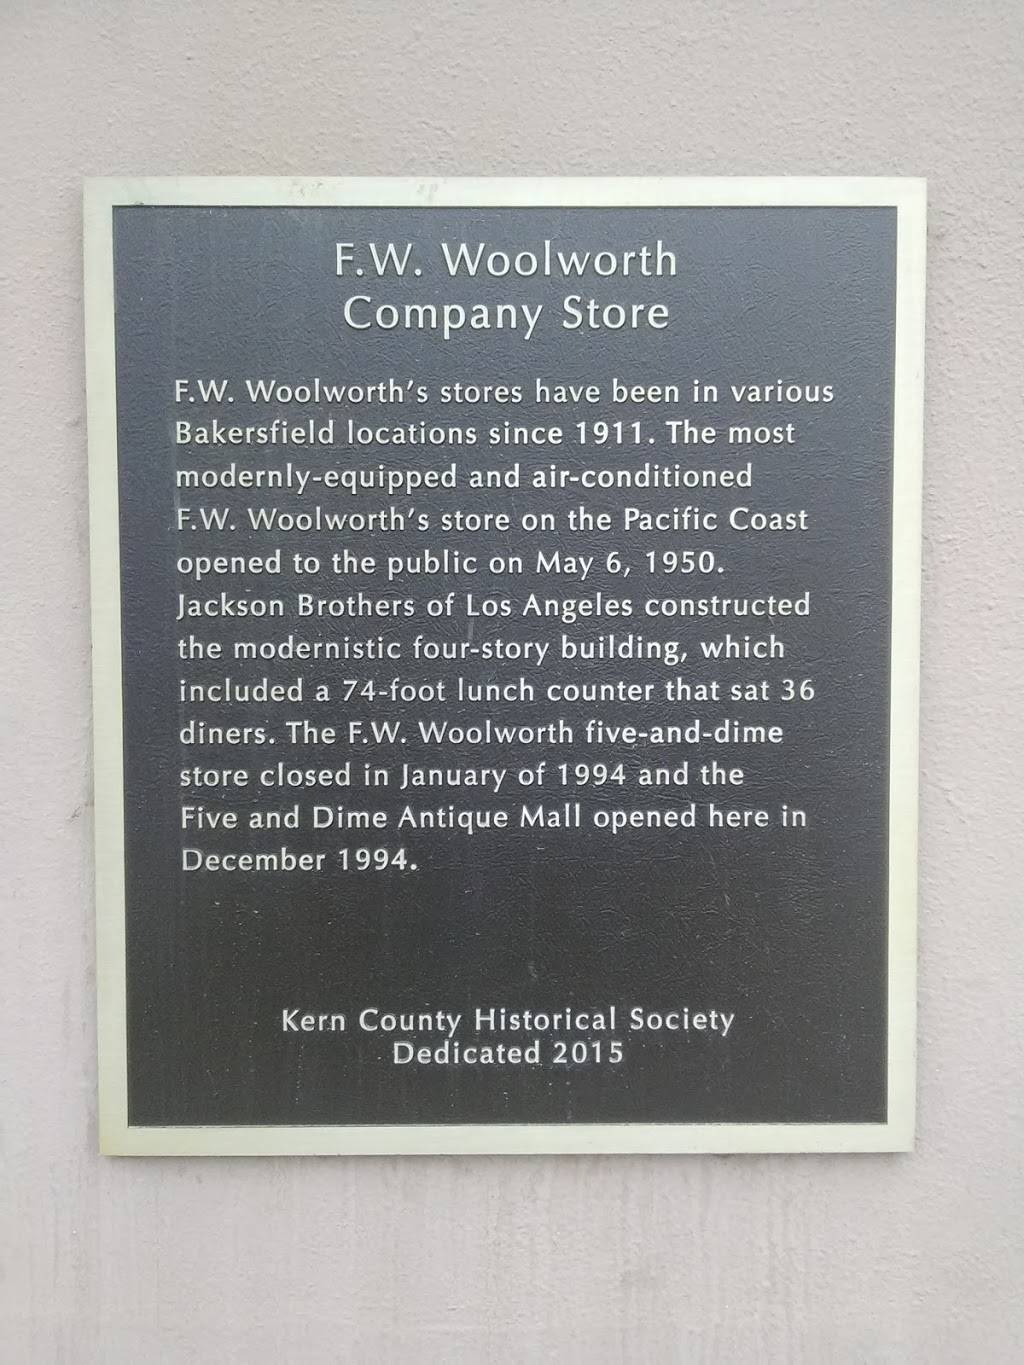 F.W. Woolworth
Company Store
F.W. Woolworth's stores have been in various
Bakersfield locations since 1911. The most
modernly-equipped and air-conditioned
F.W. Woolworth's store on the Pacific Coast
opened to the public on May 6, 1950.
Jackson Brothers of Los Angeles constructed
the modernistic four-story building, which
included a 74-foot lunch counter that sat 36
diners. The F.W. Woolworth five-and-dime
store closed in January of 1994 and the
Five and Dime Antique Mall opened here in
December 1994.
Kern County Historical Society
Dedicated 2015